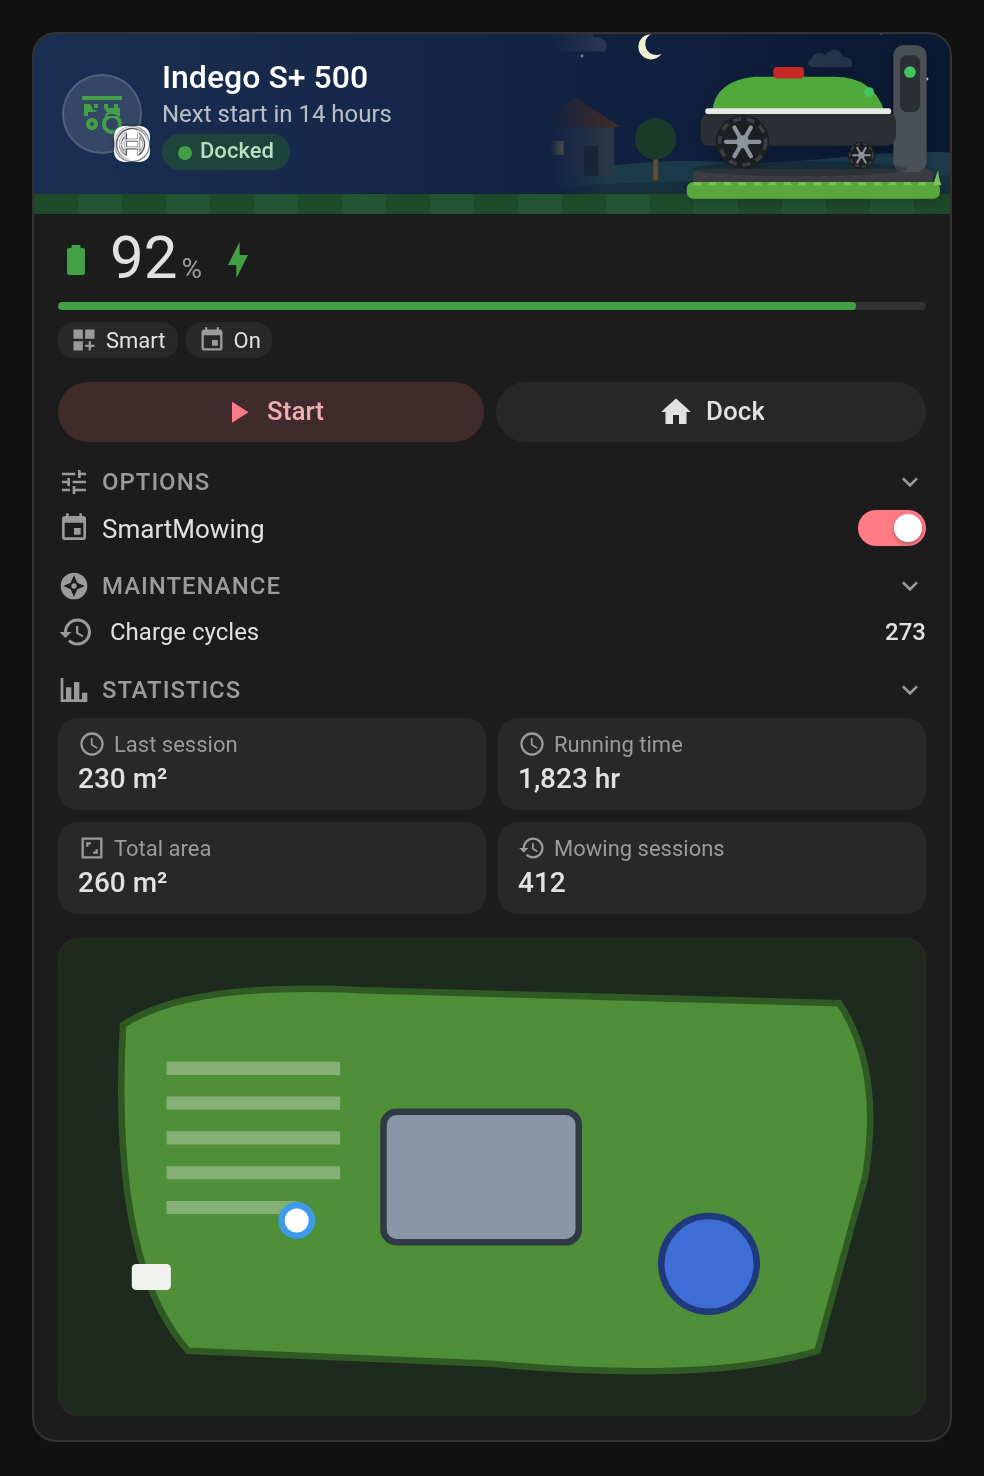 Indego S+ 500
Next start in 14 hours
Docked
92 %
Smart
On
Start
Dock
OPTIONS
SmartMowing
MAINTENANCE
Charge cycles
273
STATISTICS
Last session
230 m²
Running time
1,823 hr
Total area
260 m²
Mowing sessions
412